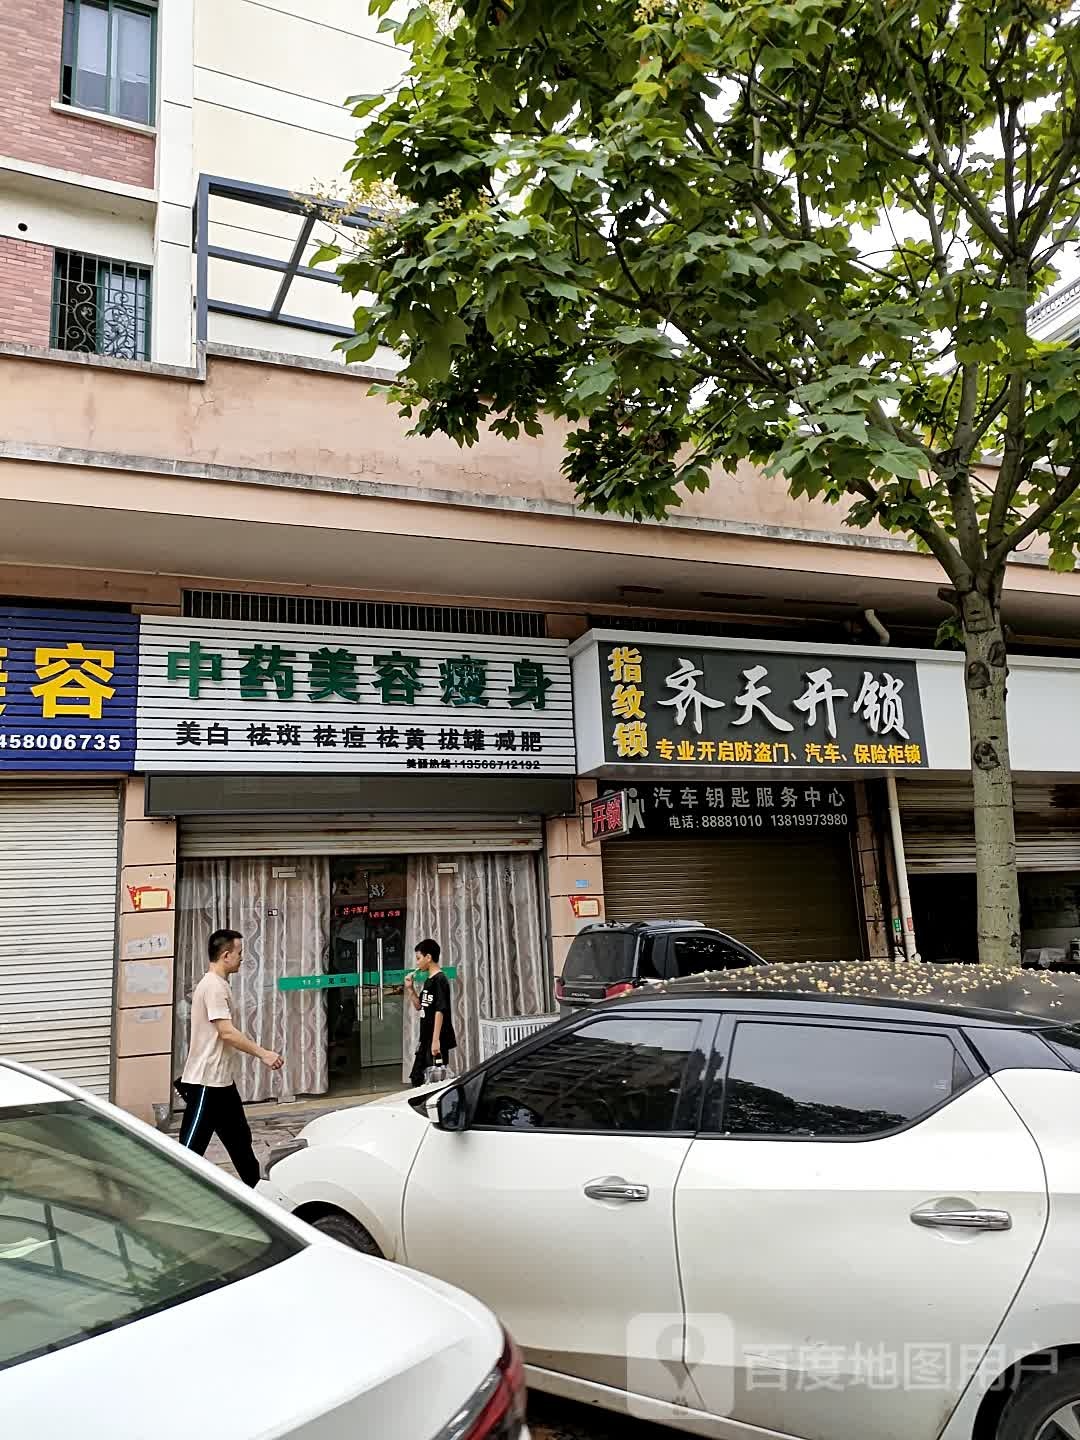 容
458006735
中药美容瘦身
美白 祛斑 祛痘 祛黄 拔罐 减肥
美丽热线:13566712192
指纹锁
齐天开锁
专业开启防盗门、汽车、保险柜锁
开锁
汽车钥匙服务中心
电话:88881010 13819973980
百度地图用户